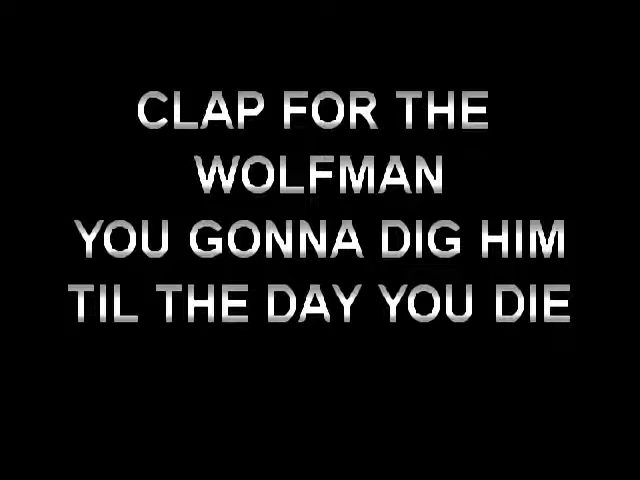 CLAP FOR THE
WOLFMAN
YOU GONNA DIG HIM
TIL THE DAY YOU DIE